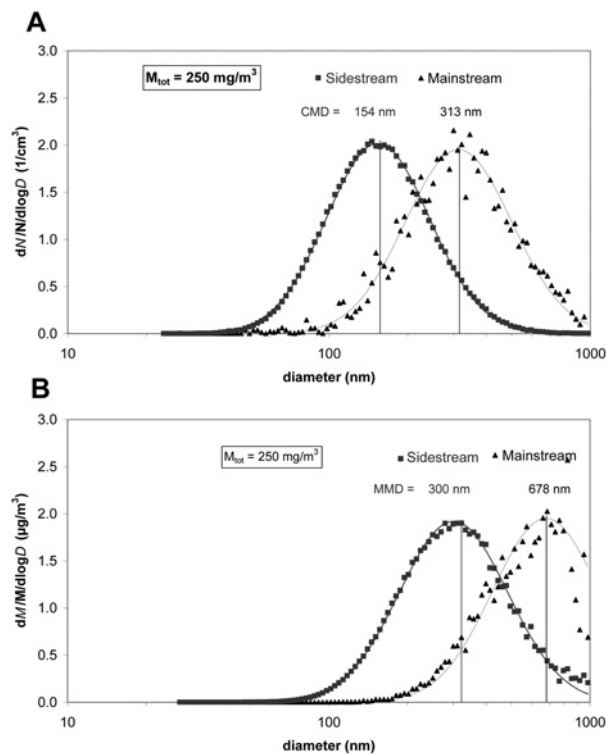 A
3.0
M_tot = 250 mg/m³
■ Sidestream ▲ Mainstream
2.5
CMD = 154 nm 313 nm
2.0
dN/N/dlogD (1/cm³)
1.5
1.0
0.5
0.0
10 100 1000
diameter (nm)
B
3.0
M_tot = 250 mg/m³
■ Sidestream ▲ Mainstream
2.5
MMD = 300 nm 678 nm
2.0
dM/M/dlogD (µg/m³)
1.5
1.0
0.5
0.0
10 100 1000
diameter (nm)